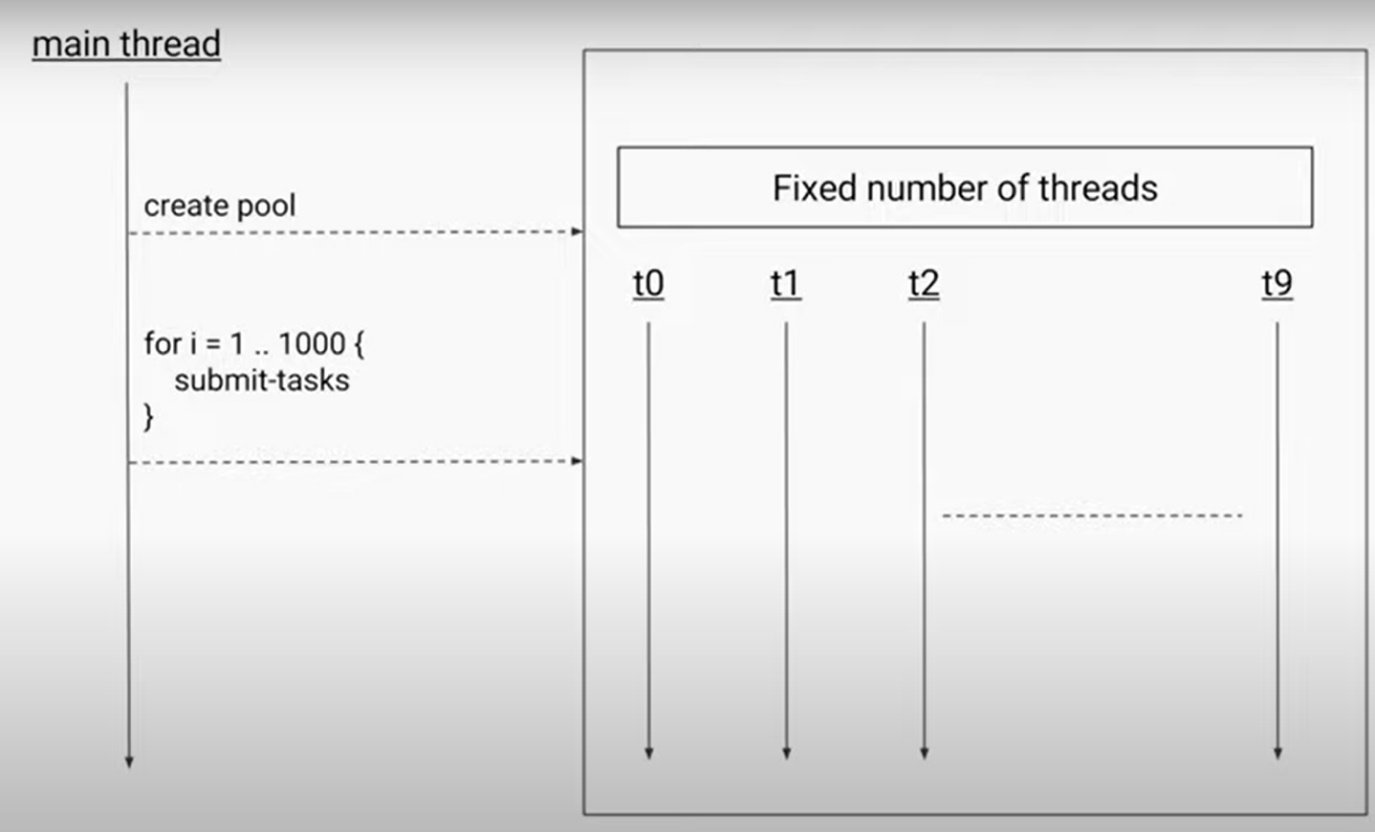 main thread
create pool
for i = 1 .. 1000 {
submit-tasks
}
Fixed number of threads
t0 t1 t2 t9